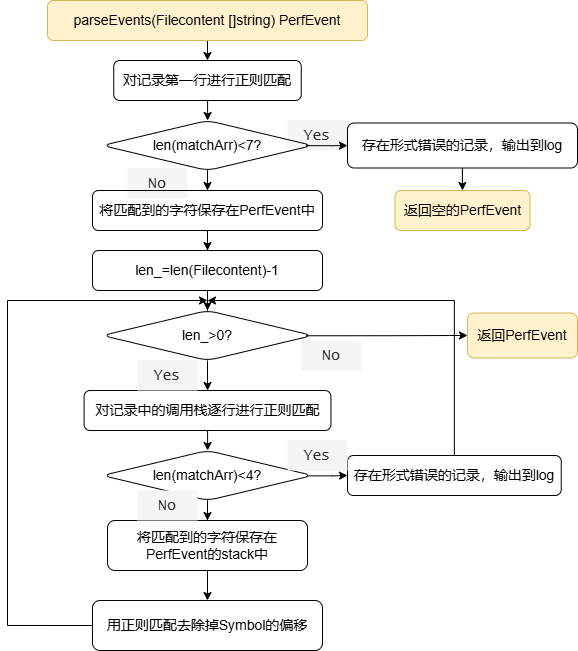 parseEvents(Filecontent []string) PerfEvent
对记录第一行进行正则匹配
len(matchArr)<7?
Yes
存在形式错误的记录，输出到log
No
返回空的PerfEvent
将匹配到的字符保存在PerfEvent中
len_=len(Filecontent)-1
len_>0?
返回PerfEvent
No
Yes
对记录中的调用栈逐行进行正则匹配
Yes
len(matchArr)<4?
存在形式错误的记录，输出到log
No
将匹配到的字符保存在
PerfEvent的stack中
用正则匹配去除掉Symbol的偏移